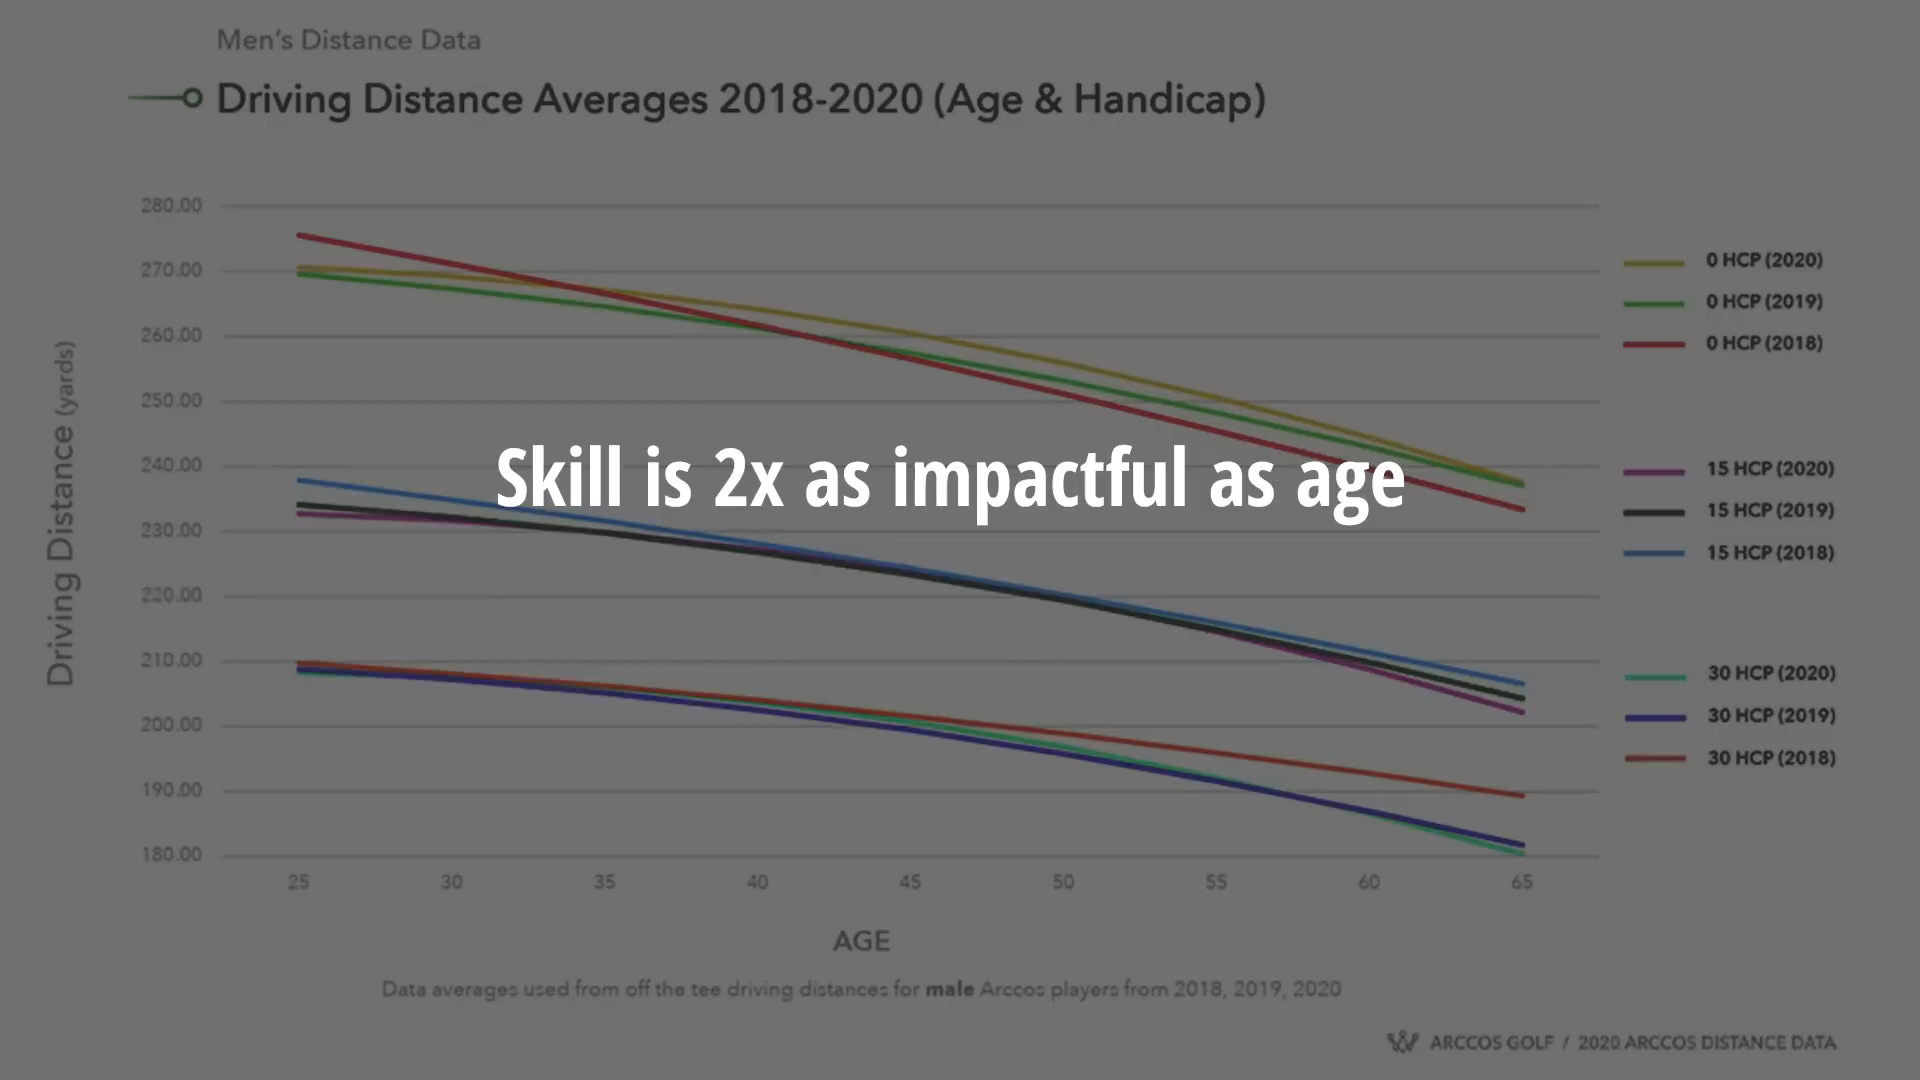 Men's Distance Data
Driving Distance Averages 2018-2020 (Age & Handicap)
Driving Distance (yards)
280.00
270.00
260.00
250.00
240.00
230.00
220.00
210.00
200.00
190.00
180.00
Skill is 2x as impactful as age
0 HCP (2020)
0 HCP (2019)
0 HCP (2018)
15 HCP (2020)
15 HCP (2019)
15 HCP (2018)
30 HCP (2020)
30 HCP (2019)
30 HCP (2018)
25 30 35 40 45 50 55 60 65
AGE
Data averages used from off the tee driving distances for male Arccos players from 2018, 2019, 2020
ARCCOS GOLF / 2020 ARCCOS DISTANCE DATA